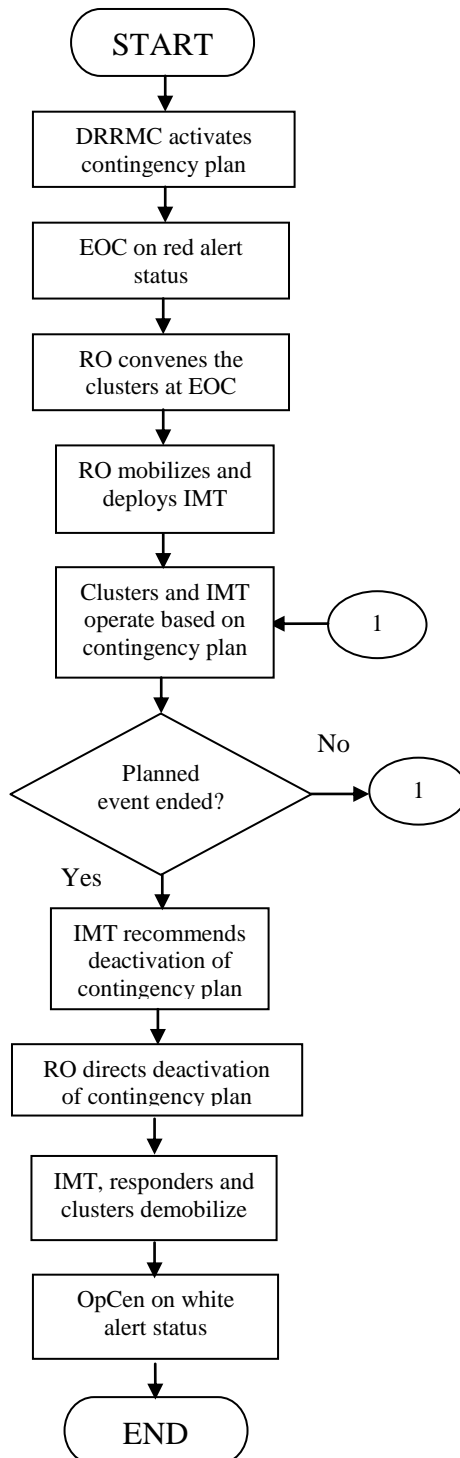 START
DRRMC activates
contingency plan
EOC on red alert
status
RO convenes the
clusters at EOC
RO mobilizes and
deploys IMT
Clusters and IMT
operate based on
contingency plan
1
Planned
event ended?
No
1
Yes
IMT recommends
deactivation of
contingency plan
RO directs deactivation
of contingency plan
IMT, responders and
clusters demobilize
OpCen on white
alert status
END